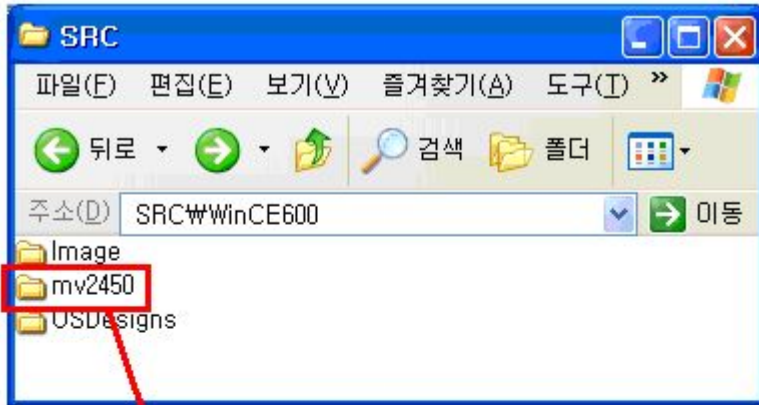 SRC
파일(F) 편집(E) 보기(V) 즐겨찾기(A) 도구(T) »
뒤로 검색 폴더
주소(D) SRC₩WinCE600 이동
Image
mv2450
OSDesigns